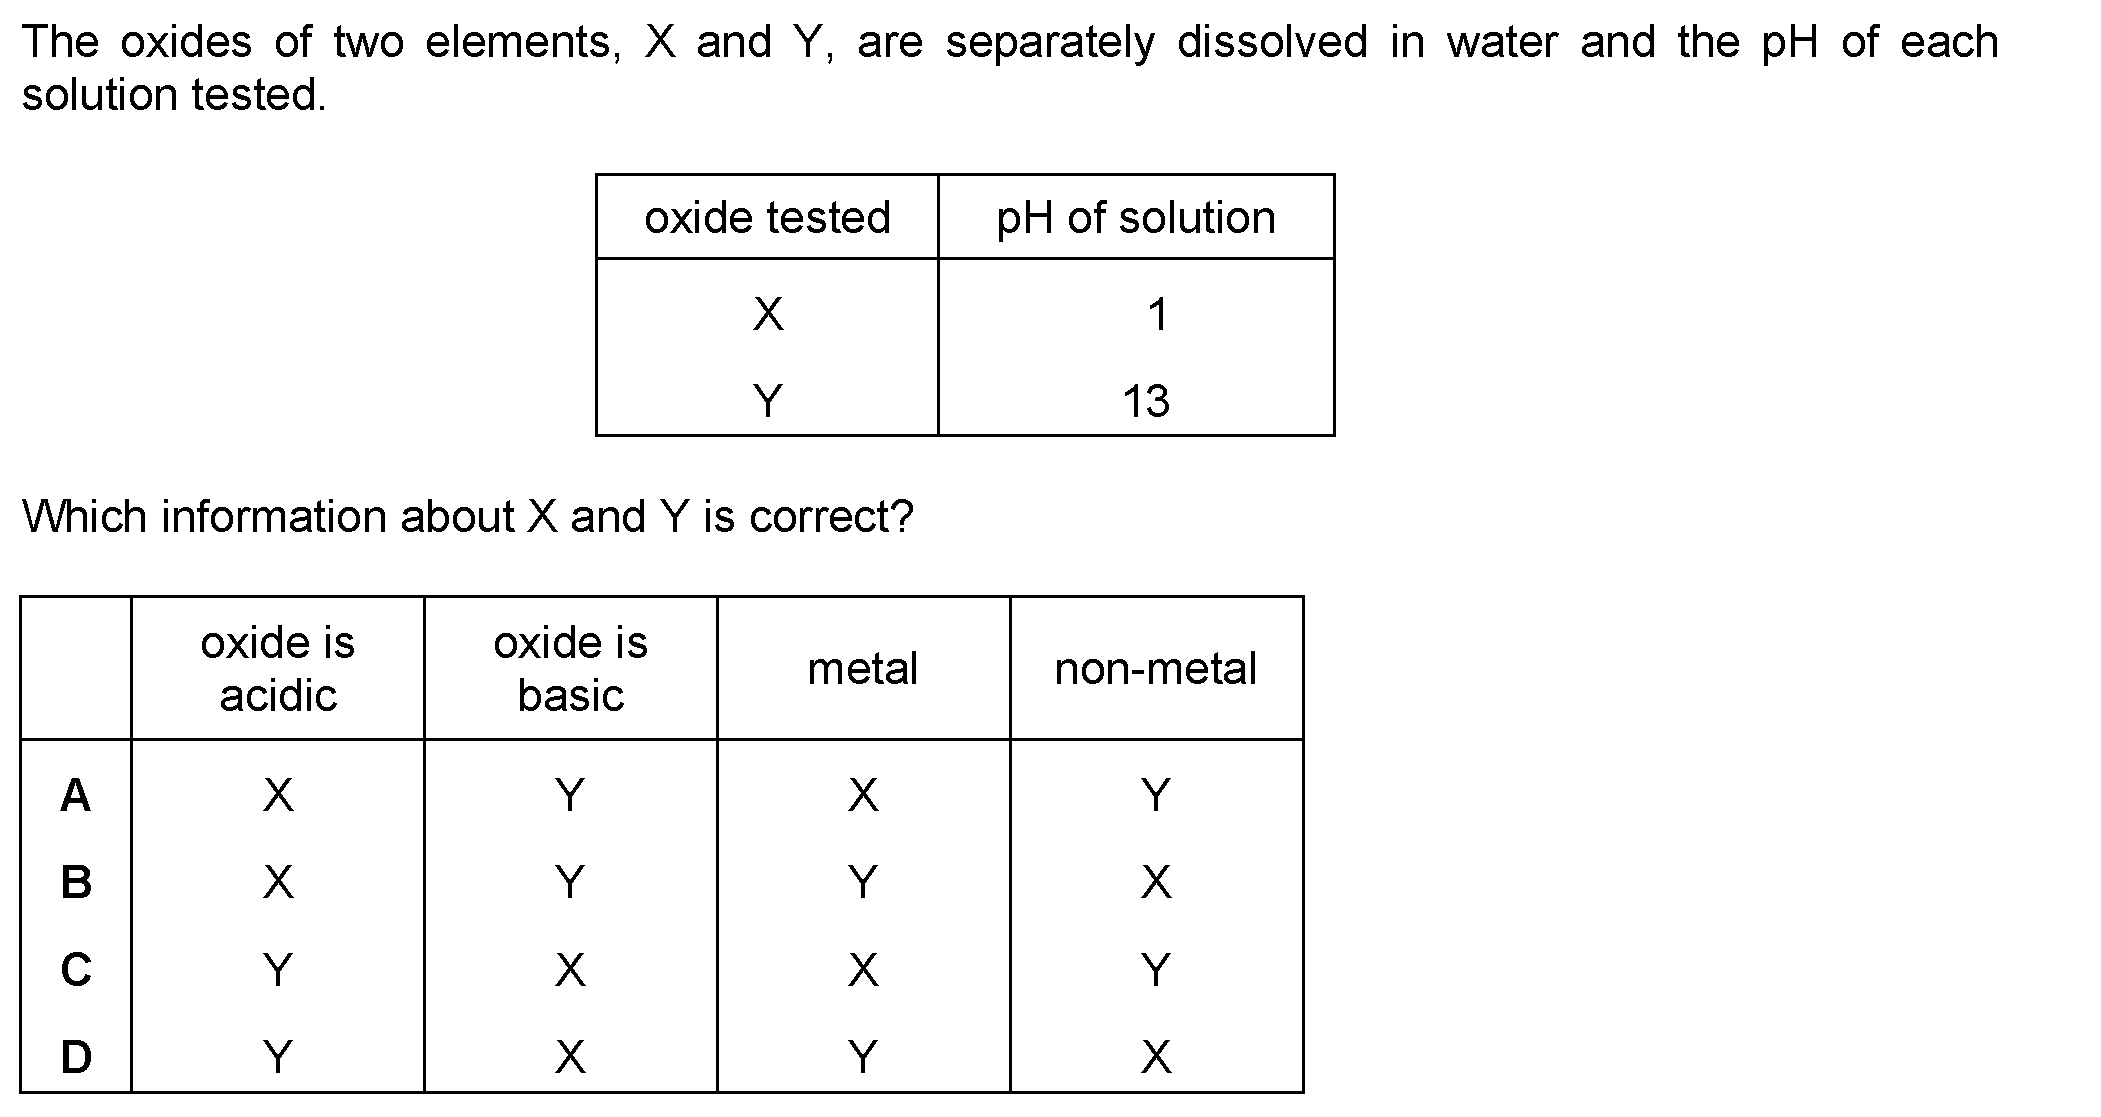 The oxides of two elements, X and Y, are separately dissolved in water and the pH of each
solution tested.
oxide tested pH of solution
X 1
Y 13
Which information about X and Y is correct?
oxide is acidic oxide is basic metal non-metal
A X Y X Y
B X Y Y X
C Y X X Y
D Y X Y X